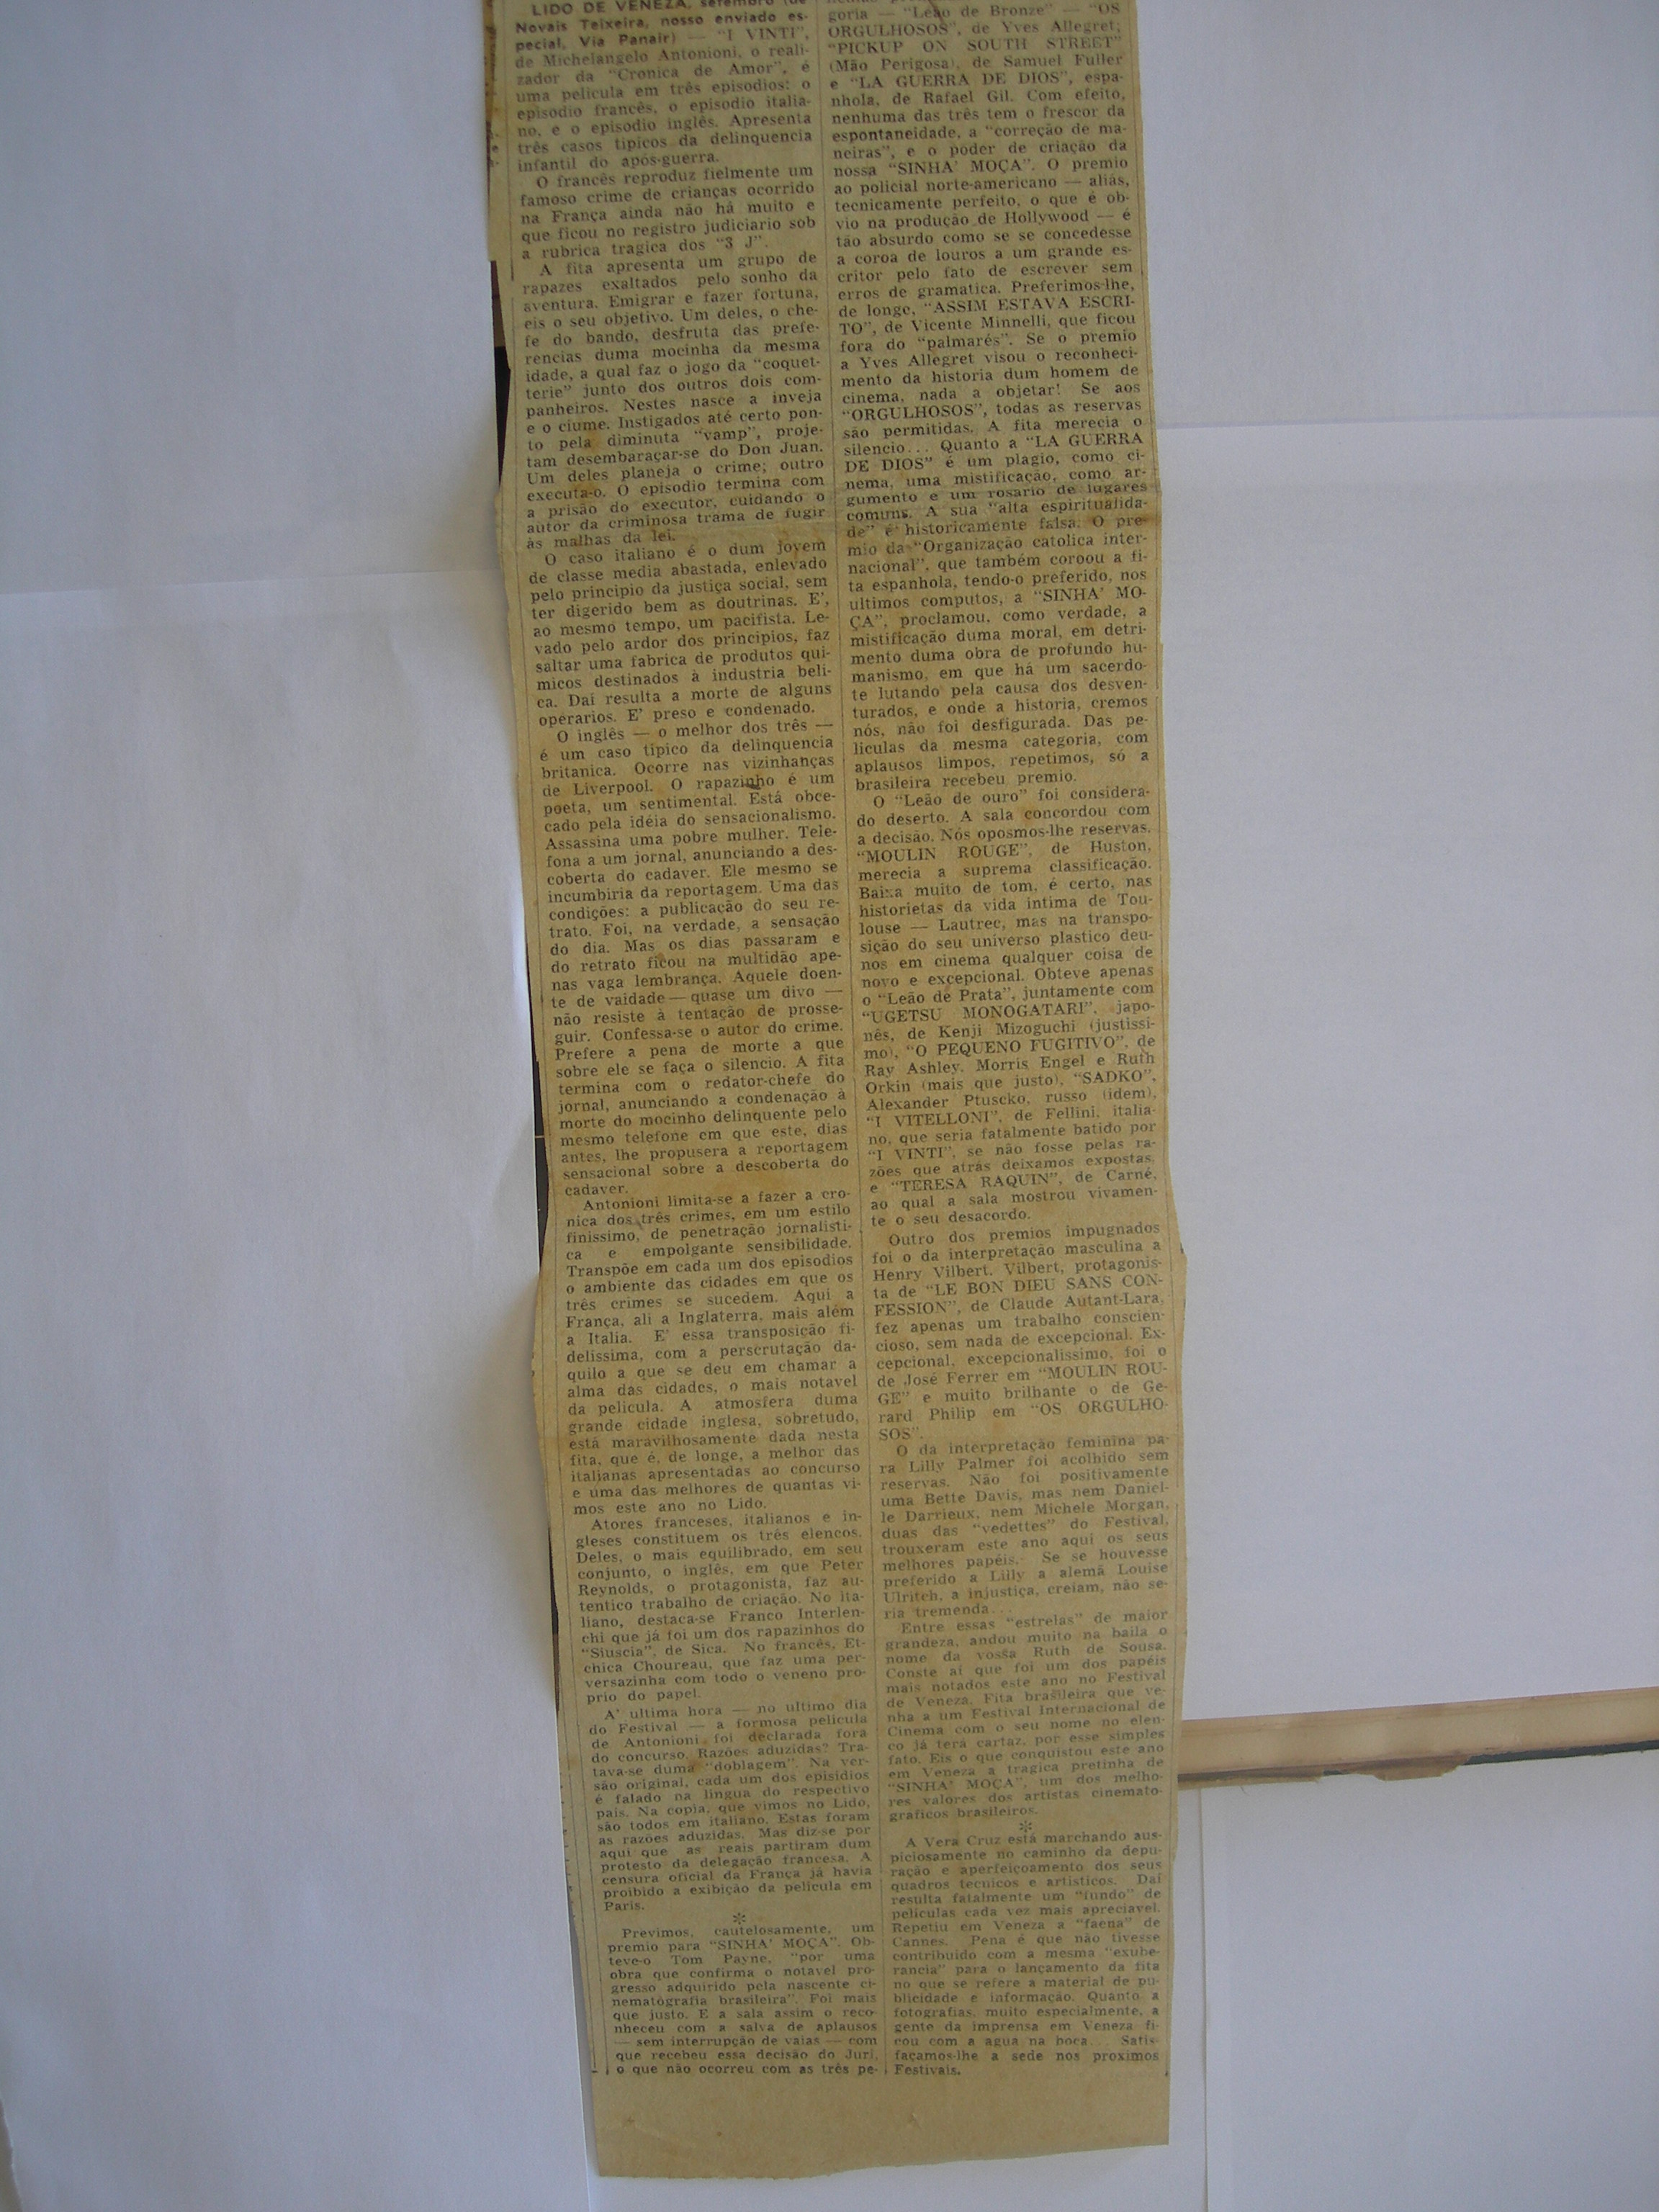 LIDO DE VENEZA, setembro (de
Novais Teixeira, nosso enviado es-
pecial, Via Panair) — "I VINTI",
de Michelangelo Antonioni, o reali-
zador da "Cronica de Amor", é
uma pelicula em três episodios: o
episodio francês, o episodio italia-
no, e o episodio inglês. Apresenta
três casos tipicos da delinquencia
infantil do após-guerra.
O francês reproduz fielmente um
famoso crime de crianças ocorrido
na França ainda não há muito e
que ficou no registro judiciario sob
a rubrica tragica dos "3 J".
A fita apresenta um grupo de
rapazes exaltados pelo sonho da
aventura. Emigrar e fazer fortuna,
eis o seu objetivo. Um deles, o che-
fe do bando, desfruta das prefe-
rencias duma mocinha da mesma
idade, a qual faz o jogo da "coquet-
terie" junto dos outros dois com-
panheiros. Nestes nasce a inveja
e o ciume. Instigados até certo pon-
to pela diminuta "vamp", proje-
tam desembaraçar-se do Don Juan.
Um deles planeja o crime; outro
executa-o. O episodio termina com
a prisão do executor, cuidando o
autor da criminosa trama de fugir
às malhas da lei.
O caso italiano é o dum jovem
de classe media abastada, enlevado
pelo principio da justiça social, sem
ter digerido bem as doutrinas. E',
ao mesmo tempo, um pacifista. Le-
vado pelo ardor dos principios, faz
saltar uma fabrica de produtos qui-
micos destinados à industria beli-
ca. Daí resulta a morte de alguns
operarios. E' preso e condenado.
O inglês — o melhor dos três —
é um caso tipico da delinquencia
britanica. Ocorre nas vizinhanças
de Liverpool. O rapazinho é um
poeta, um sentimental. Está obce-
cado pela idéia do sensacionalismo.
Assassina uma pobre mulher. Tele-
fona a um jornal, anunciando a des-
coberta do cadaver. Ele mesmo se
incumbiria da reportagem. Uma das
condições: a publicação do seu re-
trato. Foi, na verdade, a sensação
do dia. Mas os dias passaram e
do retrato ficou na multidão ape-
nas vaga lembrança. Aquele doen-
te de vaidade — quase um divo —
não resiste à tentação de prosse-
guir. Confessa-se o autor do crime.
Prefere a pena de morte a que
sobre ele se faça o silencio. A fita
termina com o redator-chefe do
jornal, anunciando a condenação à
morte do mocinho delinquente pelo
mesmo telefone em que este, dias
antes, lhe propusera a reportagem
sensacional sobre a descoberta do
cadaver.
Antonioni limita-se a fazer a cro-
nica dos três crimes, em um estilo
finissimo, de penetração jornalisti-
ca e empolgante sensibilidade.
Transpõe em cada um dos episodios
o ambiente das cidades em que os
três crimes se sucedem. Aqui a
França, ali a Inglaterra, mais além
a Italia. E' essa transposição fi-
delissima, com a perscrutação da-
quilo a que se deu em chamar a
alma das cidades, o mais notavel
da pelicula. A atmosfera duma
grande cidade inglesa, sobretudo,
está maravilhosamente dada nesta
fita, que é, de longe, a melhor das
italianas apresentadas ao concurso
e uma das melhores de quantas vi-
mos este ano no Lido.
Atores franceses, italianos e in-
gleses constituem os três elencos.
Deles, o mais equilibrado, em seu
conjunto, o inglês, em que Peter
Reynolds, o protagonista, faz au-
tentico trabalho de criação. No ita-
liano, destaca-se Franco Interlen-
chi que já foi um dos rapazinhos do
"Siuscia", de Sica. No francês, Et-
chica Choureau, que faz uma per-
versazinha com todo o veneno pro-
prio do papel.
A' ultima hora — no ultimo dia
do Festival — a formosa pelicula
de Antonioni foi declarada fora
do concurso. Razões aduzidas? Tra-
tava-se duma "doblagem". Na ver-
são original, cada um dos episidios
é falado na lingua do respectivo
país. Na copia, que vimos no Lido,
são todos em italiano. Estas foram
as razões aduzidas. Mas diz-se por
aqui que as reais partiram dum
protesto da delegação francesa. A
censura oficial da França já havia
proibido a exibição da pelicula em
Paris.
*
Previmos, cautelosamente, um
premio para "SINHA' MOÇA". Ob-
teve-o Tom Payne, "por uma
obra que confirma o notavel pro-
gresso adquirido pela nascente ci-
nematografia brasileira". Foi mais
que justo. E a sala assim o reco-
nheceu com a salva de aplausos
— sem interrupção de vaias — com
que recebeu essa decisão do Juri,
o que não ocorreu com as três pe-
goria — "Leão de Bronze" — "OS
ORGULHOSOS", de Yves Allegret;
"PICKUP ON SOUTH STREET"
(Mão Perigosa), de Samuel Fuller
e "LA GUERRA DE DIOS", espa-
nhola, de Rafael Gil. Com efeito,
nenhuma das três tem o frescor da
espontaneidade, a "correção de ma-
neiras", e o poder de criação da
nossa "SINHA' MOÇA". O premio
ao policial norte-americano — aliás,
tecnicamente perfeito, o que é ob-
vio na produção de Hollywood — é
tão absurdo como se se concedesse
a coroa de louros a um grande es-
critor pelo fato de escrever sem
erros de gramatica. Preferimos-lhe,
de longe, "ASSIM ESTAVA ESCRI-
TO", de Vicente Minnelli, que ficou
fora do "palmarés". Se o premio
a Yves Allegret visou o reconheci-
mento da historia dum homem de
cinema, nada a objetar! Se aos
"ORGULHOSOS", todas as reservas
são permitidas. A fita merecia o
silencio... Quanto a "LA GUERRA
DE DIOS" é um plagio, como ci-
nema, uma mistificação, como ar-
gumento e um rosario de lugares
comuns. A sua "alta espiritualida-
de" é historicamente falsa. O pre-
mio da "Organização catolica inter-
nacional", que também coroou a fi-
ta espanhola, tendo-o preferido, nos
ultimos computos, a "SINHA' MO-
ÇA", proclamou, como verdade, a
mistificação duma moral, em detri-
mento duma obra de profundo hu-
manismo, em que há um sacerdo-
te lutando pela causa dos desven-
turados, e onde a historia, cremos
nós, não foi desfigurada. Das pe-
liculas da mesma categoria, com
aplausos limpos, repetimos, só a
brasileira recebeu premio.
O "Leão de ouro" foi considera-
do deserto. A sala concordou com
a decisão. Nós oposmos-lhe reservas.
"MOULIN ROUGE", de Huston,
merecia a suprema classificação.
Baixa muito de tom, é certo, nas
historietas da vida intima de Tou-
louse — Lautrec, mas na transpo-
sição do seu universo plastico deu-
nos em cinema qualquer coisa de
novo e excepcional. Obteve apenas
o "Leão de Prata", juntamente com
"UGETSU MONOGATARI", japo-
nês, de Kenji Mizoguchi (justissi-
mo), "O PEQUENO FUGITIVO", de
Ray Ashley, Morris Engel e Ruth
Orkin (mais que justo), "SADKO",
Alexander Ptuscko, russo (idem),
"I VITELLONI", de Fellini, italia-
no, que seria fatalmente batido por
"I VINTI", se não fosse pelas ra-
zões que atrás deixamos expostas,
e "TERESA RAQUIN", de Carné,
ao qual a sala mostrou vivamen-
te o seu desacordo.
Outro dos premios impugnados
foi o da interpretação masculina a
Henry Vilbert. Vilbert, protagonis-
ta de "LE BON DIEU SANS CON-
FESSION", de Claude Autant-Lara,
fez apenas um trabalho conscien-
cioso, sem nada de excepcional. Ex-
cepcional, excepcionalissimo, foi o
de José Ferrer em "MOULIN ROU-
GE" e muito brilhante o de Ge-
rard Philip em "OS ORGULHO-
SOS".
O da interpretação feminina pa-
ra Lilly Palmer foi acolhido sem
reservas. Não foi positivamente
uma Bette Davis, mas nem Daniel-
le Darrieux, nem Michele Morgan,
duas das "vedettes" do Festival,
trouxeram este ano aqui os seus
melhores papéis. Se se houvesse
preferido a Lilly a alemã Louise
Ulritch, a injustiça, creiam, não se-
ria tremenda...
Entre essas "estrelas" de maior
grandeza, andou muito na baila o
nome da vossa Ruth de Sousa.
Conste aí que foi um dos papéis
mais notados este ano no Festival
de Veneza. Fita brasileira que ve-
nha a um Festival Internacional de
Cinema com o seu nome no elen-
co já terá cartaz, por esse simples
fato. Eis o que conquistou este ano
em Veneza a tragica pretinha de
"SINHA' MOÇA", um dos melho-
res valores dos artistas cinemato-
graficos brasileiros.
*
A Vera Cruz está marchando aus-
piciosamente no caminho da depu-
ração e aperfeiçoamento dos seus
quadros tecnicos e artisticos. Daí
resulta fatalmente um "fundo" de
peliculas cada vez mais apreciavel.
Repetiu em Veneza a "faena" de
Cannes. Pena é que não tivesse
contribuido com a mesma "exube-
rancia" para o lançamento da fita
no que se refere a material de pu-
blicidade e informação. Quanto a
fotografias, muito especialmente, a
gente da imprensa em Veneza fi-
cou com a agua na boca... Satis-
façamos-lhe a sede nos proximos
Festivais.